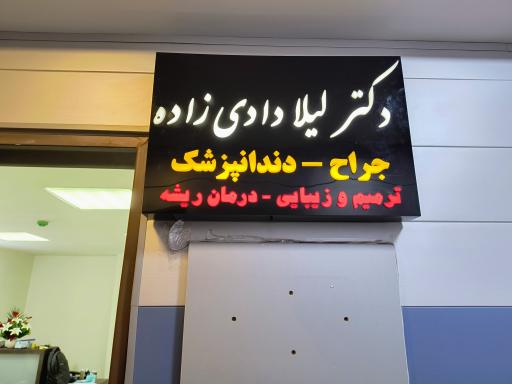 دکتر لیلا دادی زاده
جراح - دندانپزشک
ترمیم و زیبایی - درمان ریشه